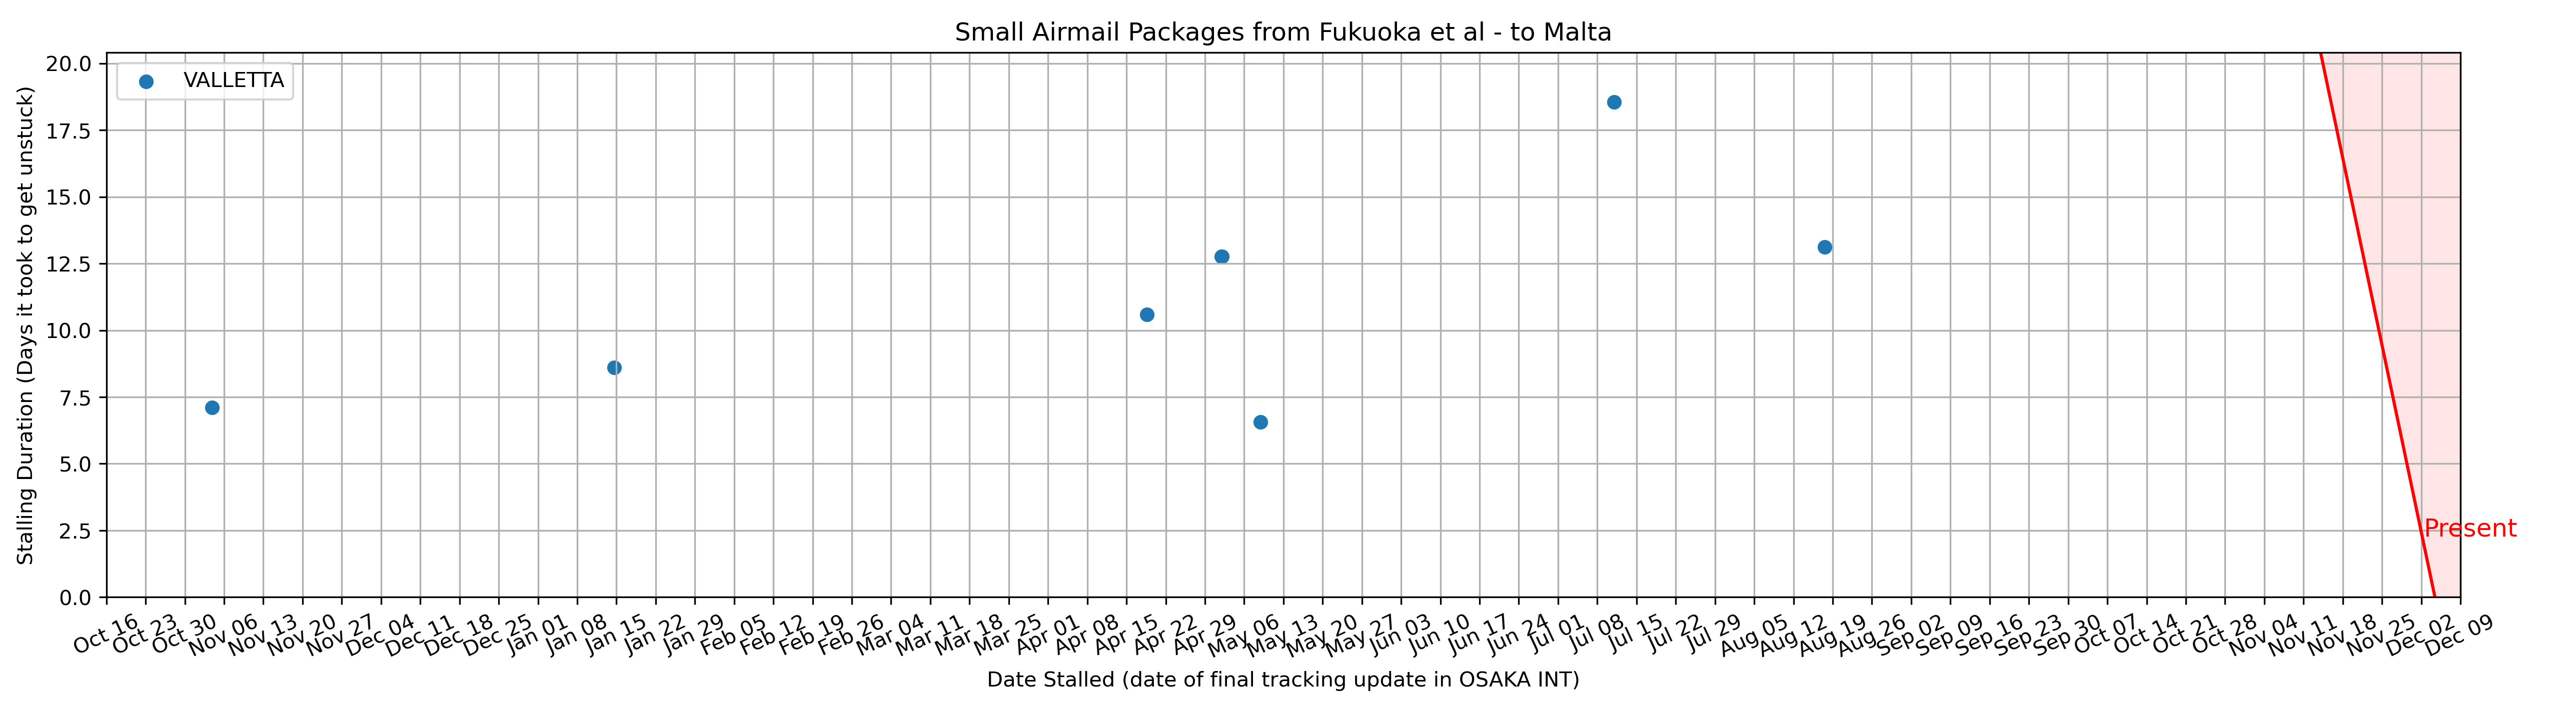 Small Airmail Packages from Fukuoka et al - to Malta
VALLETTA
Stalling Duration (Days it took to get unstuck)
20.0
17.5
15.0
12.5
10.0
7.5
5.0
2.5
0.0
Present
Oct 16
Oct 23
Oct 30
Nov 06
Nov 13
Nov 20
Nov 27
Dec 04
Dec 11
Dec 18
Dec 25
Jan 01
Jan 08
Jan 15
Jan 22
Jan 29
Feb 05
Feb 12
Feb 19
Feb 26
Mar 04
Mar 11
Mar 18
Mar 25
Apr 01
Apr 08
Apr 15
Apr 22
Apr 29
May 06
May 13
May 20
May 27
Jun 03
Jun 10
Jun 17
Jun 24
Jul 01
Jul 08
Jul 15
Jul 22
Jul 29
Aug 05
Aug 12
Aug 19
Aug 26
Sep 02
Sep 09
Sep 16
Sep 23
Sep 30
Oct 07
Oct 14
Oct 21
Oct 28
Nov 04
Nov 11
Nov 18
Nov 25
Dec 02
Dec 09
Date Stalled (date of final tracking update in OSAKA INT)